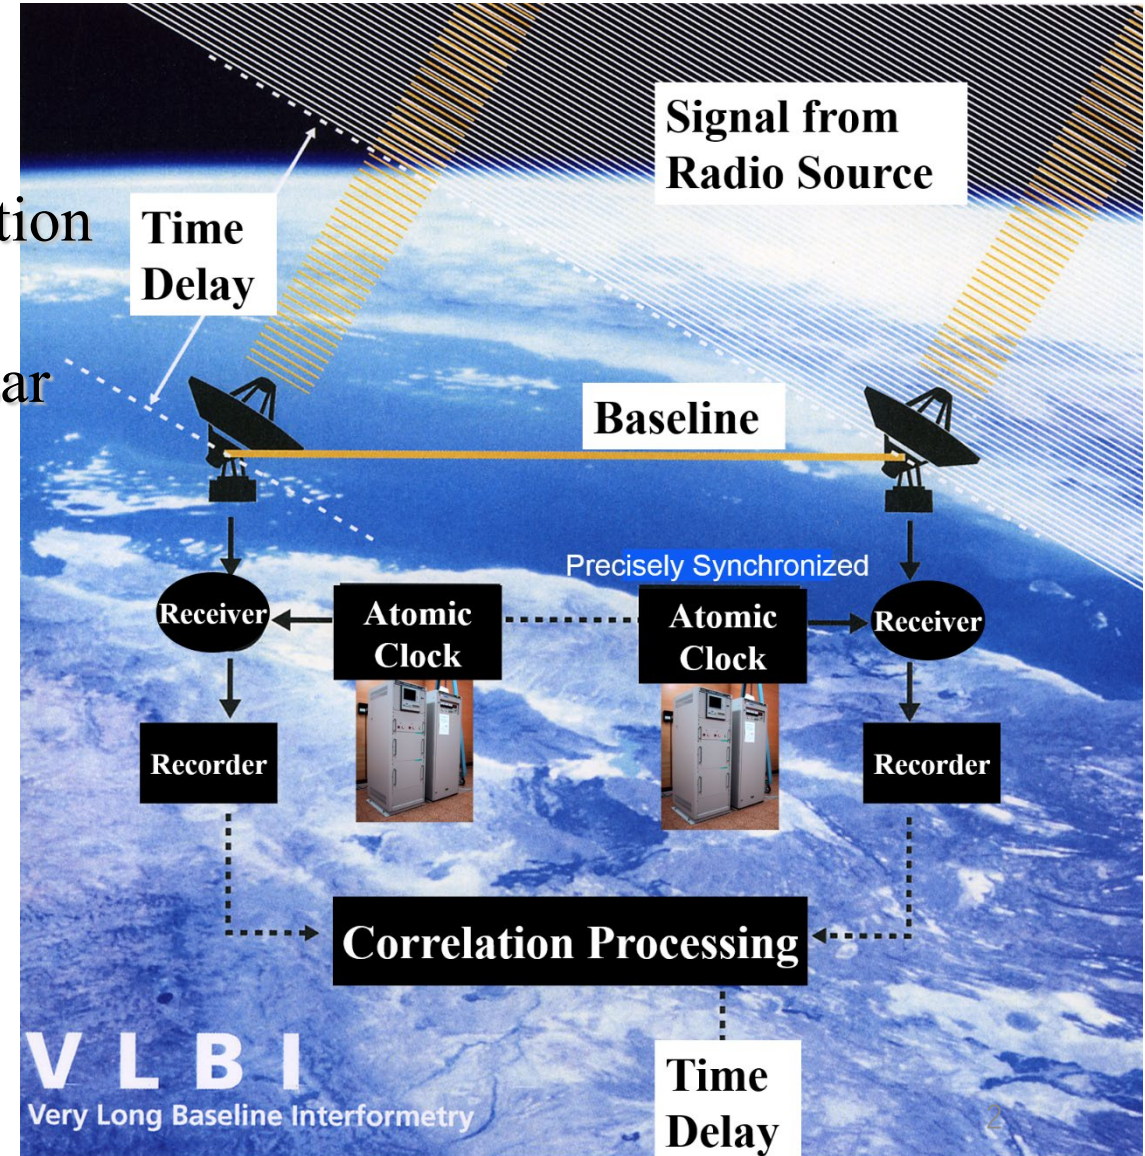 Signal from
Radio Source
tion
Time
Delay
ar
Baseline
Precisely Synchronized
Receiver
Atomic
Clock
Atomic
Clock
Receiver
Recorder
Recorder
Correlation Processing
V L B I
Very Long Baseline Interformetry
Time
Delay
2